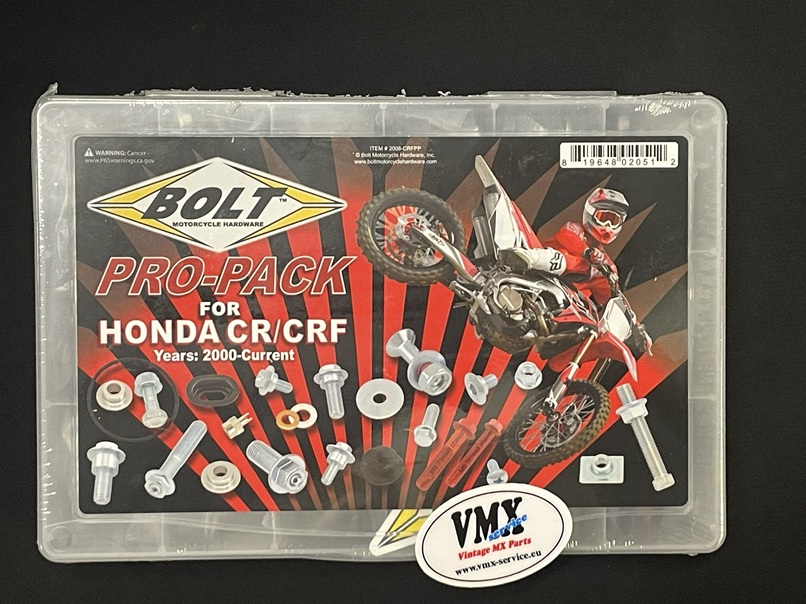 WARNING: Cancer -
www.P65warnings.ca.gov
ITEM # 2008-CRFPP
© Bolt Motorcycle Hardware, Inc.
www.boltmotorcyclehardware.com
8 19648 02051 2
BOLT™
MOTORCYCLE HARDWARE
PRO-PACK
FOR
HONDA CR/CRF
Years: 2000-Current
VMX
service
Vintage MX Parts
www.vmx-service.eu